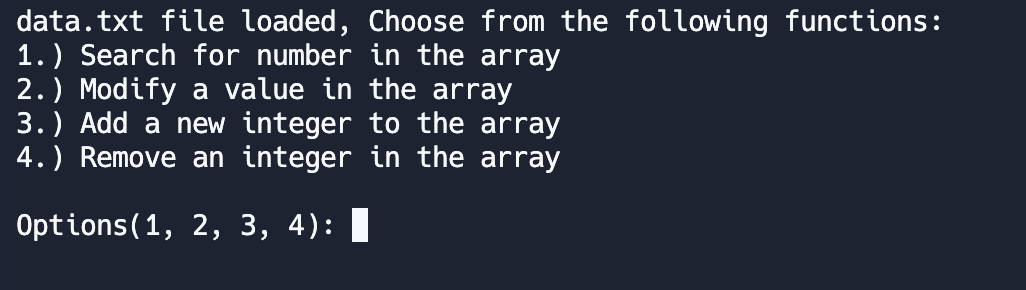 data.txt file loaded, Choose from the following functions:
1.) Search for number in the array
2.) Modify a value in the array
3.) Add a new integer to the array
4.) Remove an integer in the array
Options(1, 2, 3, 4):